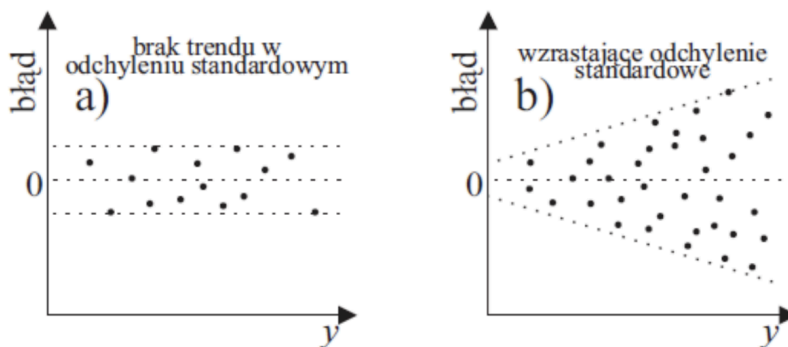 brak trendu w
odchyleniu standardowym
błąd
a)
0
y
wzrastające odchylenie
standardowe
błąd
b)
0
y